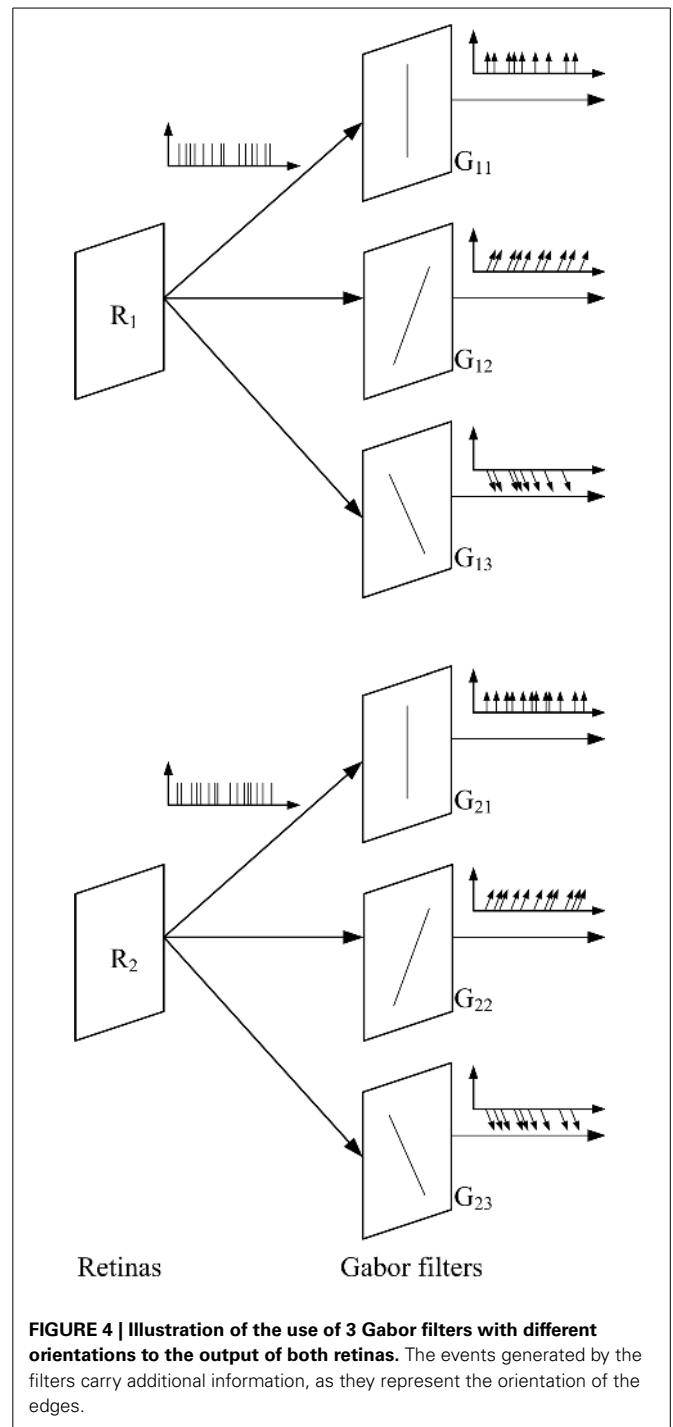 G₁₁
R₁
G₁₂
G₁₃
G₂₁
R₂
G₂₂
G₂₃
Retinas Gabor filters
FIGURE 4 | Illustration of the use of 3 Gabor filters with different
orientations to the output of both retinas. The events generated by the
filters carry additional information, as they represent the orientation of the
edges.